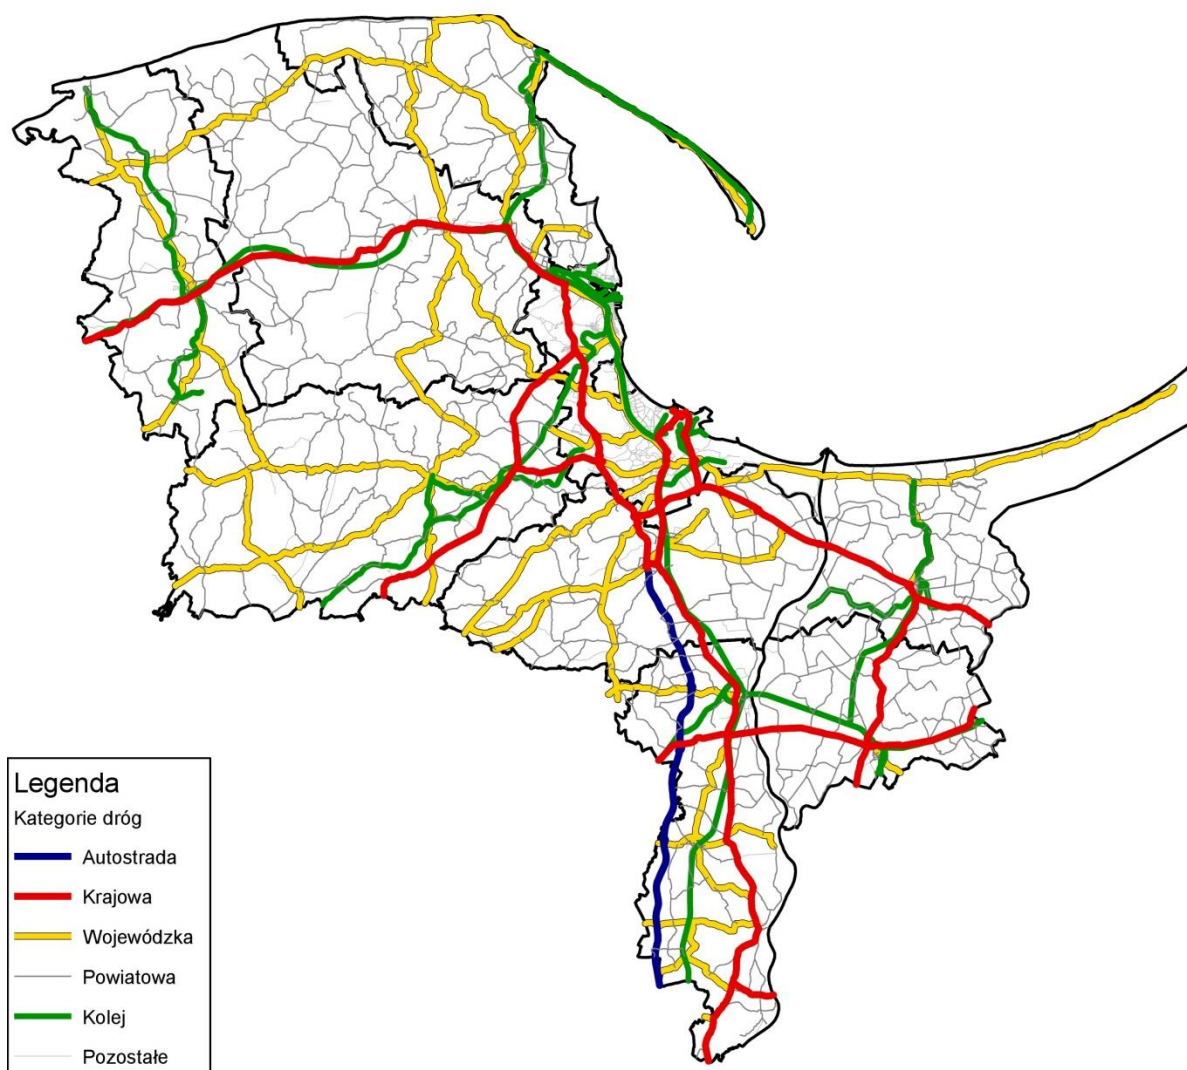 Legenda
Kategorie dróg
Autostrada
Krajowa
Wojewódzka
Powiatowa
Kolej
Pozostałe